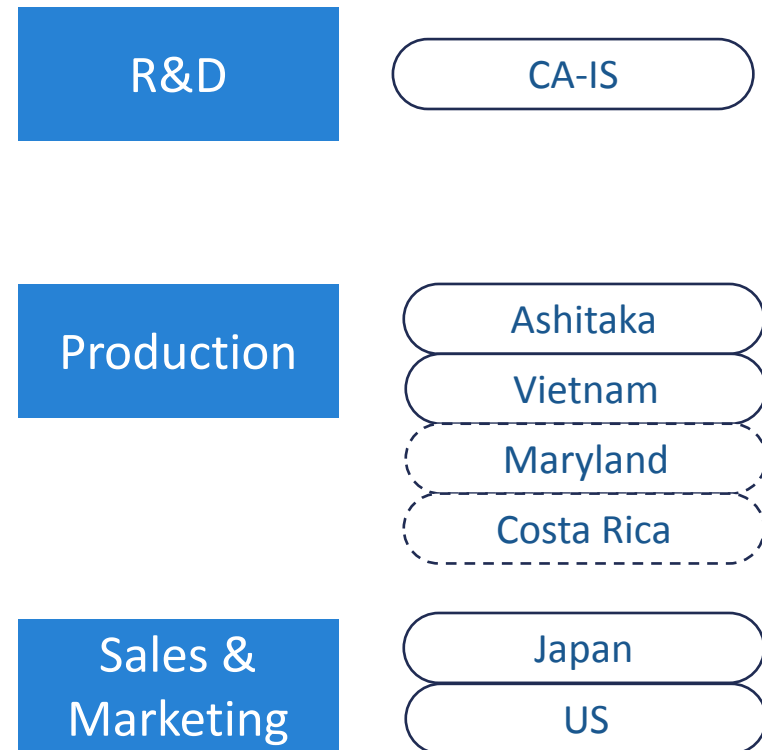 R&D
CA-IS
Production
Ashitaka
Vietnam
Maryland
Costa Rica
Sales &
Marketing
Japan
US